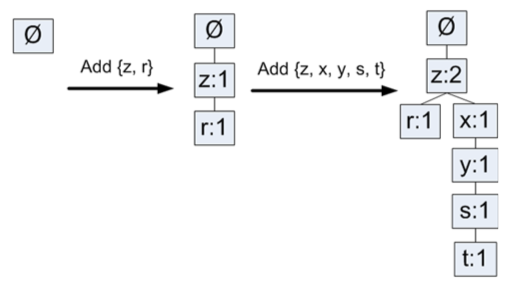 Ø
Add {z, r}
Ø
z:1
r:1
Add {z, x, y, s, t}
Ø
z:2
r:1 x:1
y:1
s:1
t:1